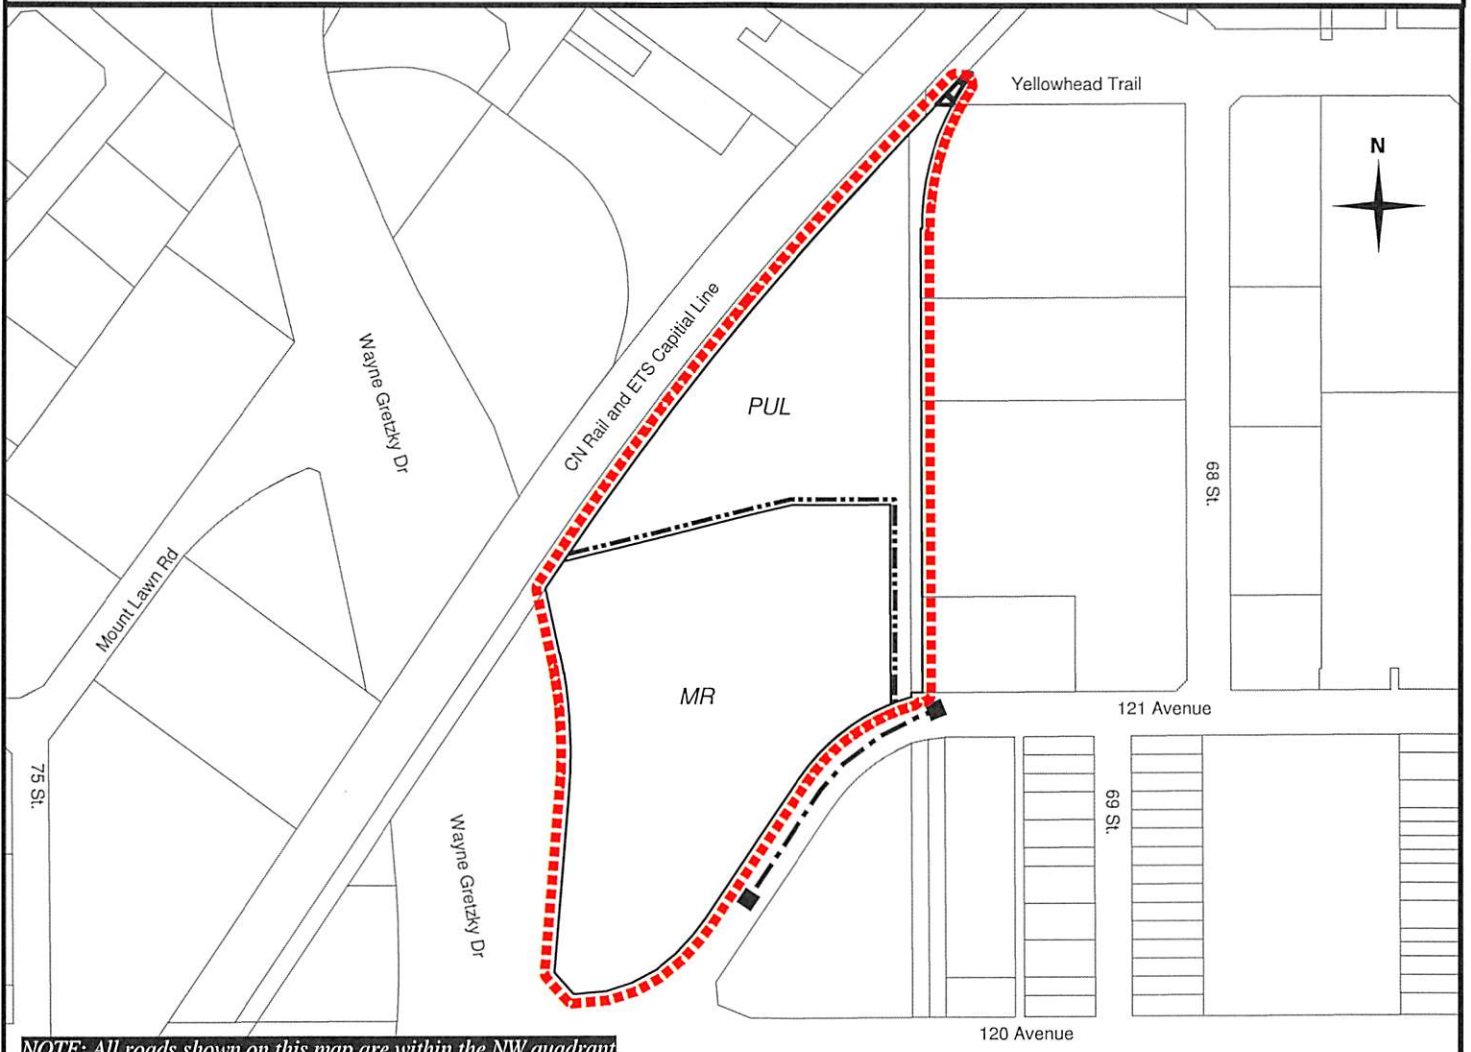 Yellowhead Trail
N
CN Rail and ETS Capitial Line
Wayne Gretzky Dr
PUL
68 St.
Mount Lawn Rd
MR
121 Avenue
75 St.
69 St.
Wayne Gretzky Dr
120 Avenue
NOTE: All roads shown on this map are within the NW quadrant